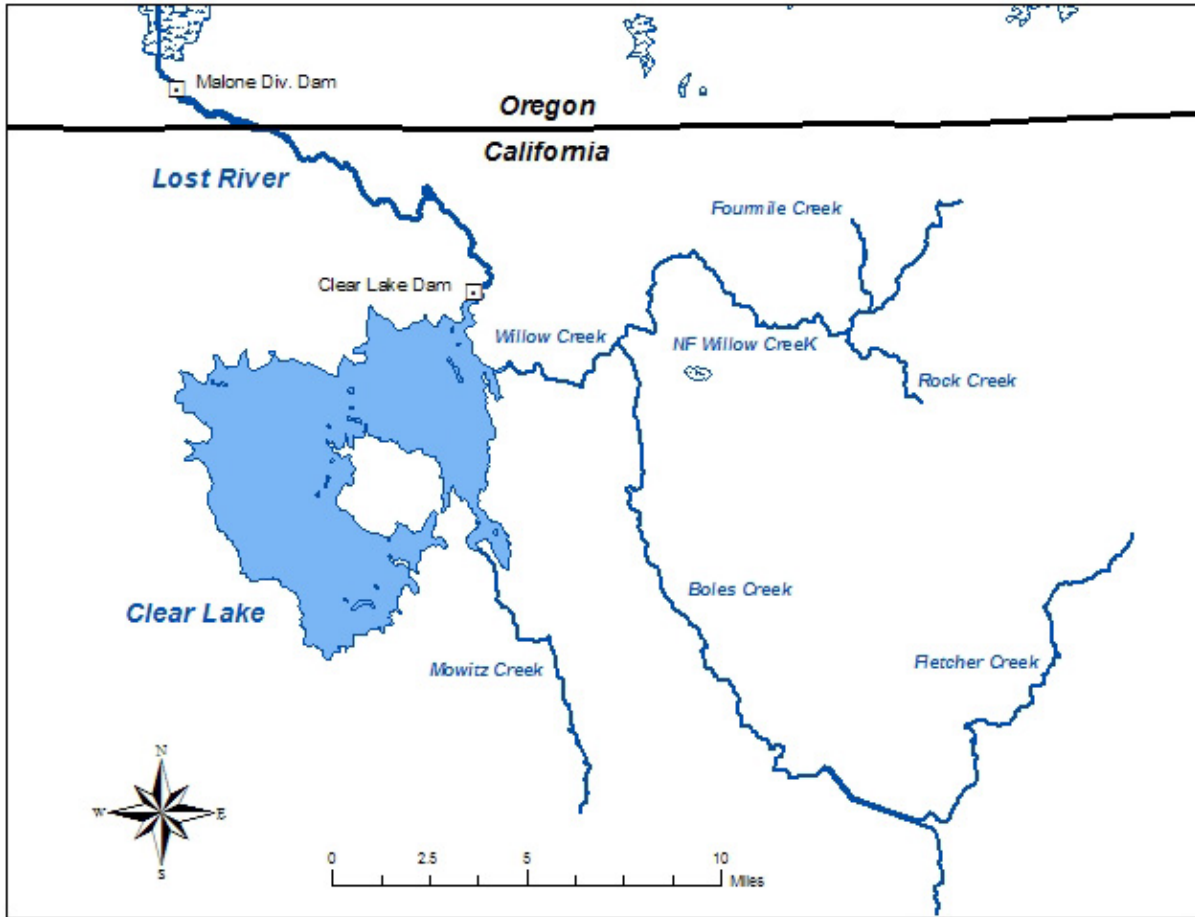 Malone Div. Dam
Oregon
California
Lost River
Fourmile Creek
Clear Lake Dam
Willow Creek
NF Willow CreeK
Rock Creek
Boles Creek
Clear Lake
Fletcher Creek
Mowitz Creek
N
W
E
S
0 2.5 5 10
Miles